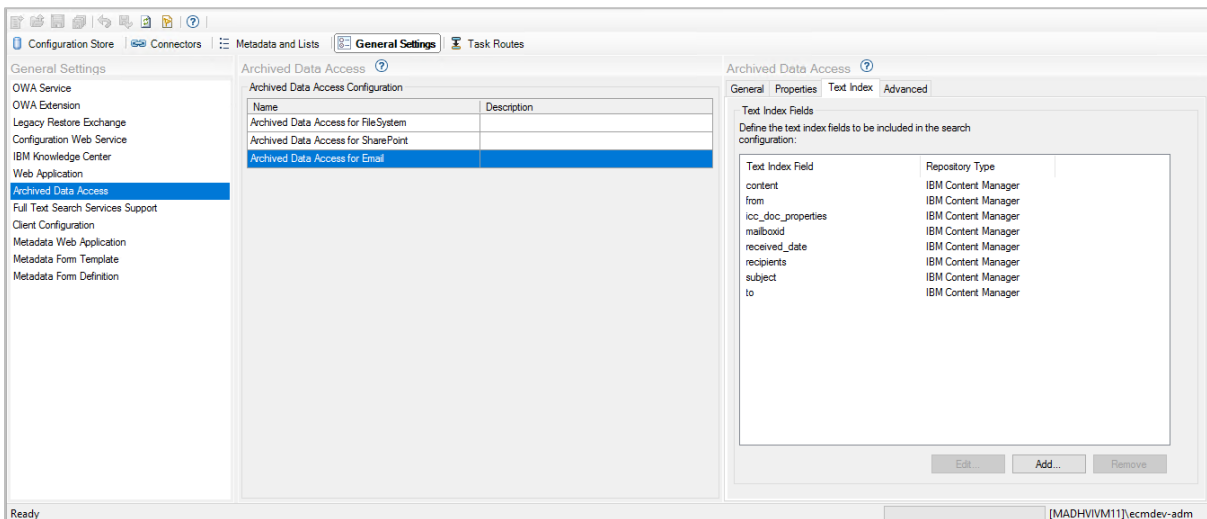 Configuration Store Connectors Metadata and Lists General Settings Task Routes
General Settings
OWA Service
OWA Extension
Legacy Restore Exchange
Configuration Web Service
IBM Knowledge Center
Web Application
Archived Data Access
Full Text Search Services Support
Client Configuration
Metadata Web Application
Metadata Form Template
Metadata Form Definition
Archived Data Access
Archived Data Access Configuration
Name Description
Archived Data Access for FileSystem
Archived Data Access for SharePoint
Archived Data Access for Email
Archived Data Access
General Properties Text Index Advanced
Text Index Fields
Define the text index fields to be included in the search
configuration:
Text Index Field Repository Type
content IBM Content Manager
from IBM Content Manager
icc_doc_properties IBM Content Manager
mailboxid IBM Content Manager
received_date IBM Content Manager
recipients IBM Content Manager
subject IBM Content Manager
to IBM Content Manager
Edit... Add... Remove
Ready [MADHVIVM11]\ecmdev-adm